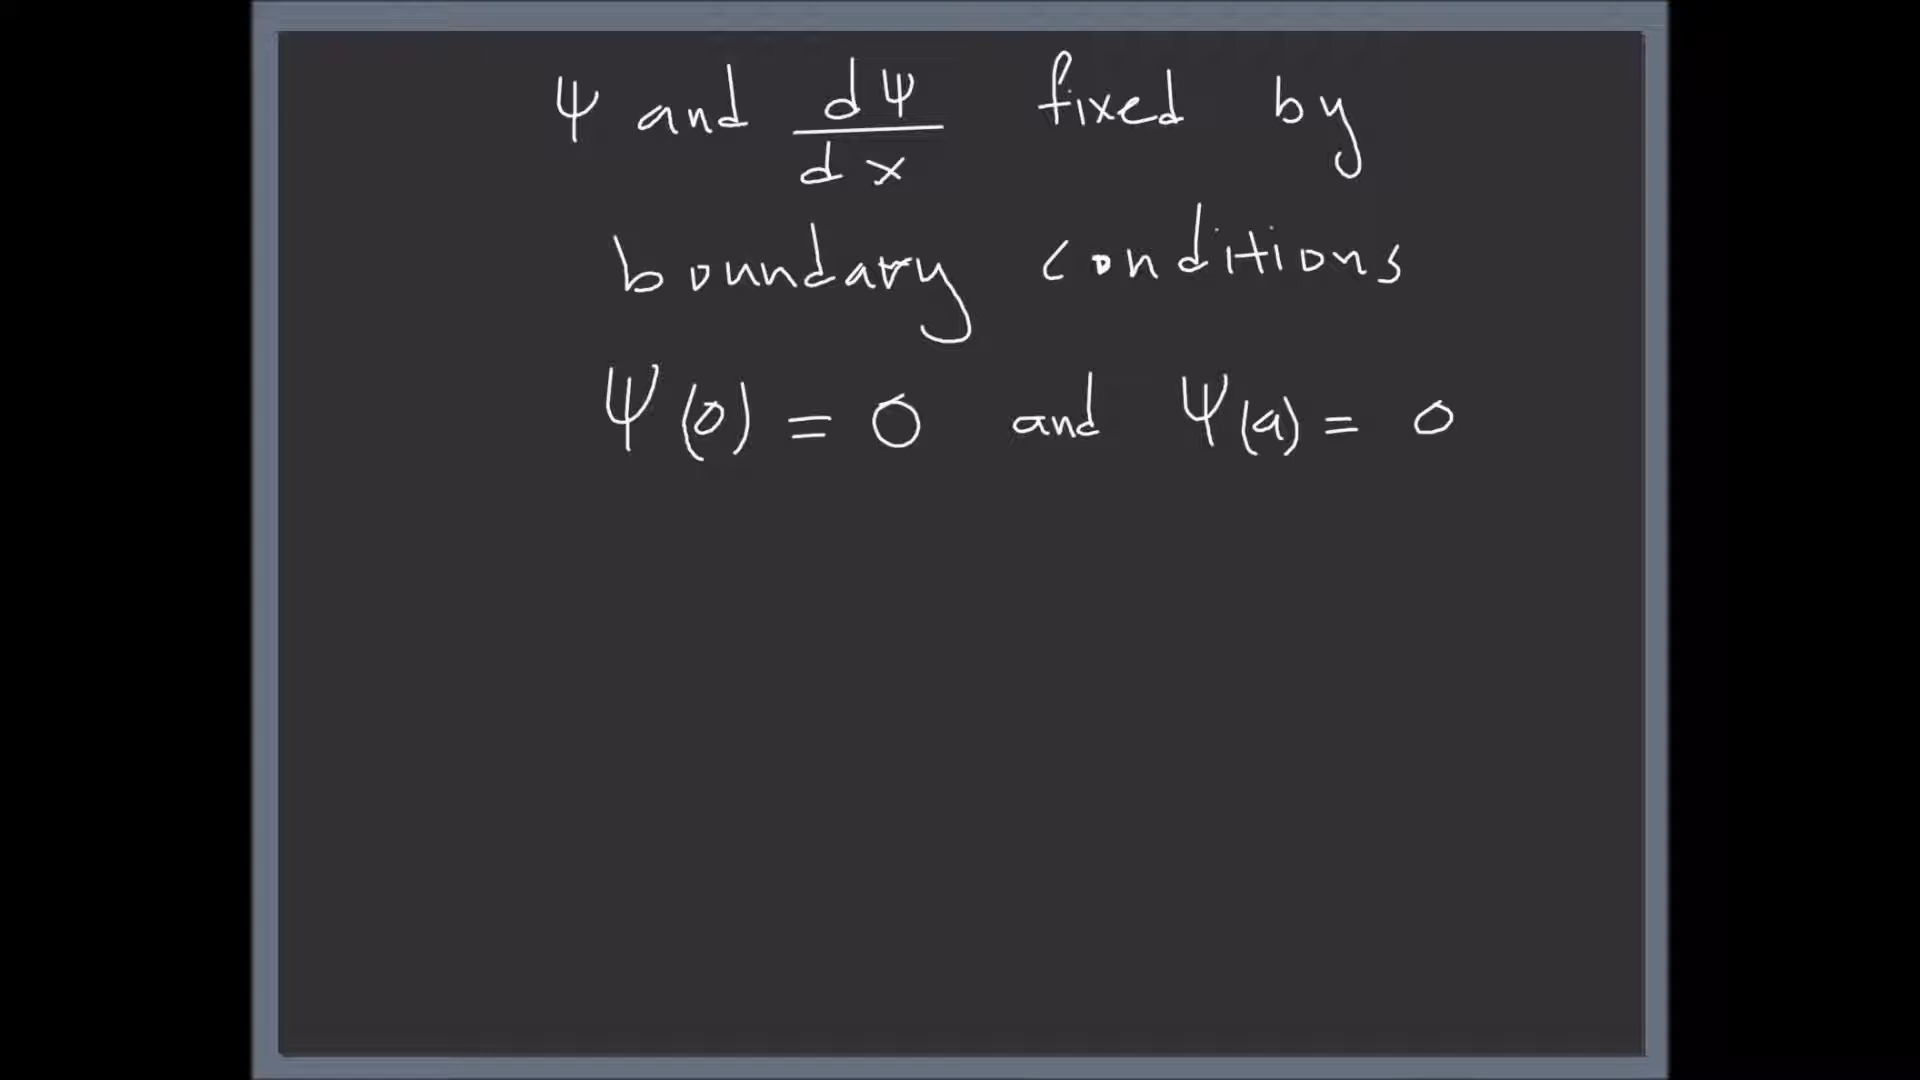 Ψ and dΨ/dx fixed by
boundary conditions
Ψ(0) = 0 and Ψ(a) = 0